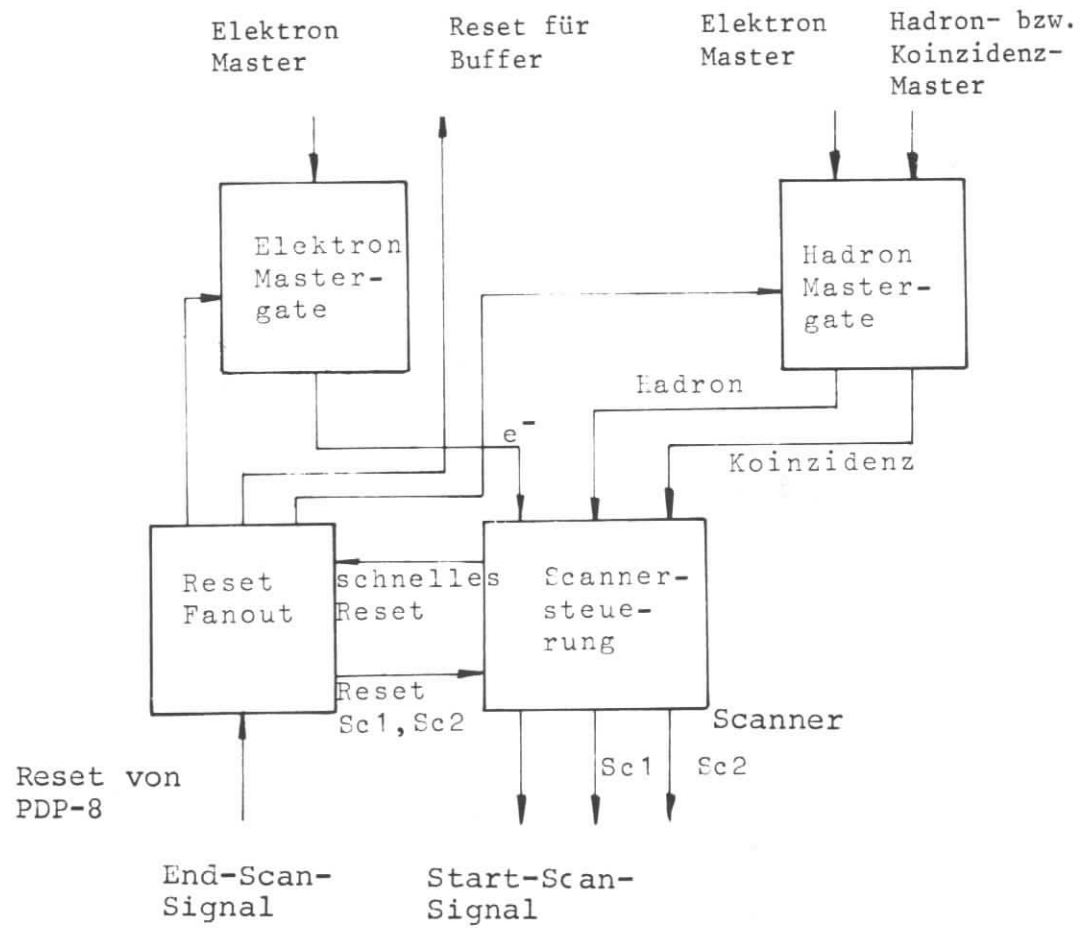 Elektron
Master
Reset für
Buffer
Elektron
Master
Hadron- bzw.
Koinzidenz-
Master
Elektron
Master-
gate
Hadron
Master-
gate
Hadron
e⁻
Koinzidenz
Reset
Fanout
schnelles
Reset
Scanner-
steue-
rung
Reset
Sc1,Sc2
Scanner
Sc1
Sc2
Reset von
PDP-8
End-Scan-
Signal
Start-Scan-
Signal